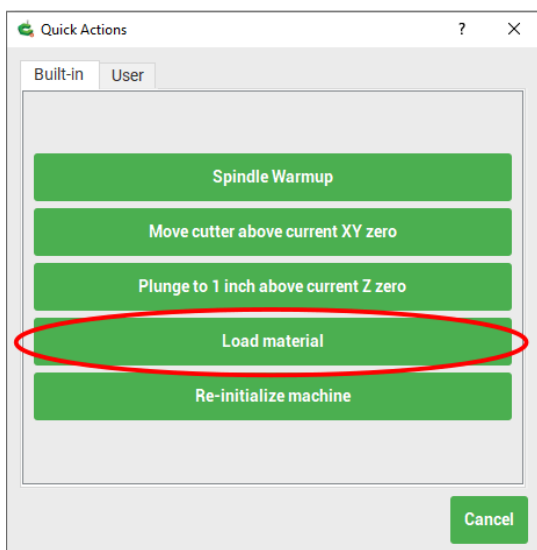 Quick Actions
?
Built-in User
Spindle Warmup
Move cutter above current XY zero
Plunge to 1 inch above current Z zero
Load material
Re-initialize machine
Cancel